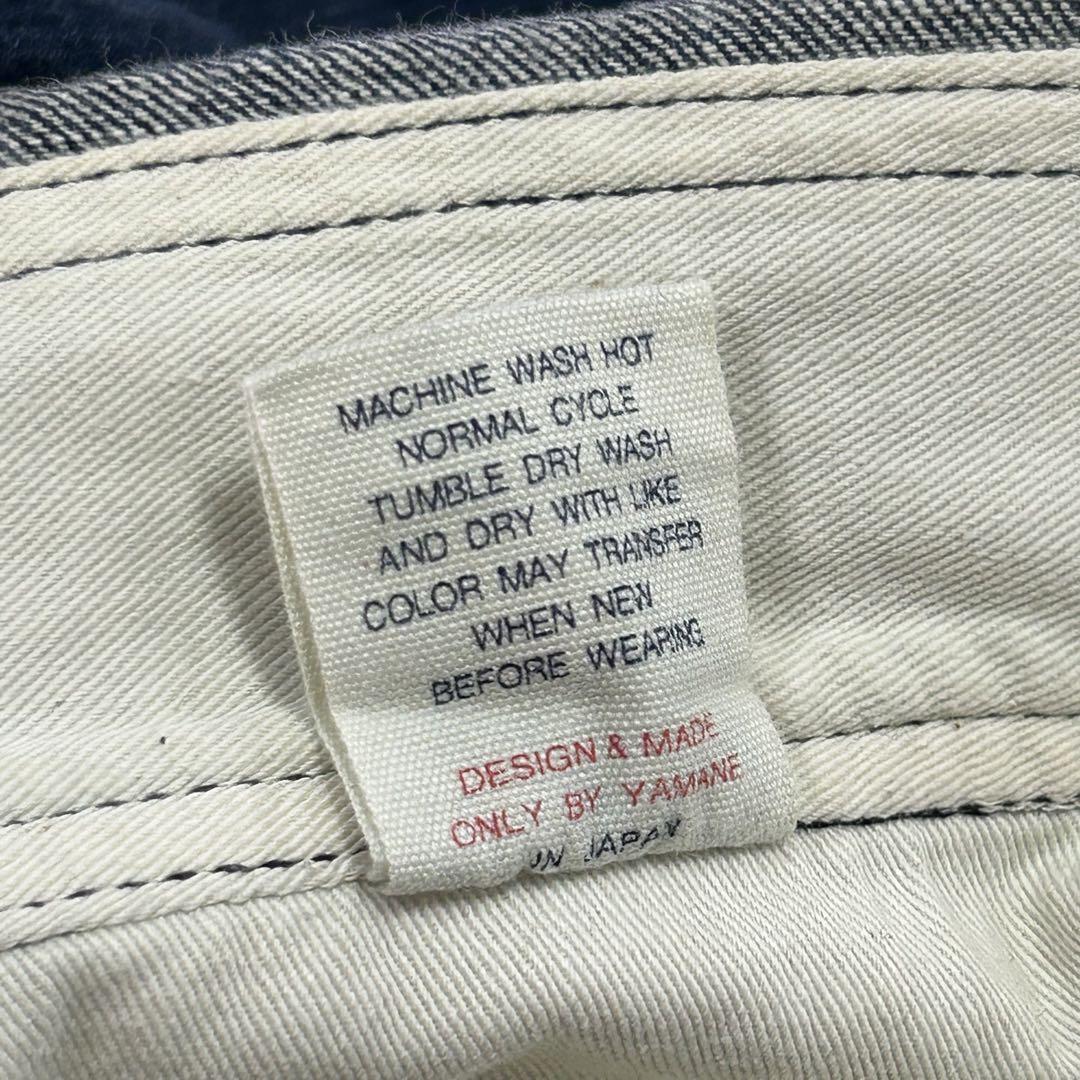 MACHINE WASH HOT
NORMAL CYCLE
TUMBLE DRY WASH
AND DRY WITH LIKE
COLOR MAY TRANSFER
WHEN NEW
BEFORE WEARING
DESIGN & MADE
ONLY BY YAMANE
IN JAPAN